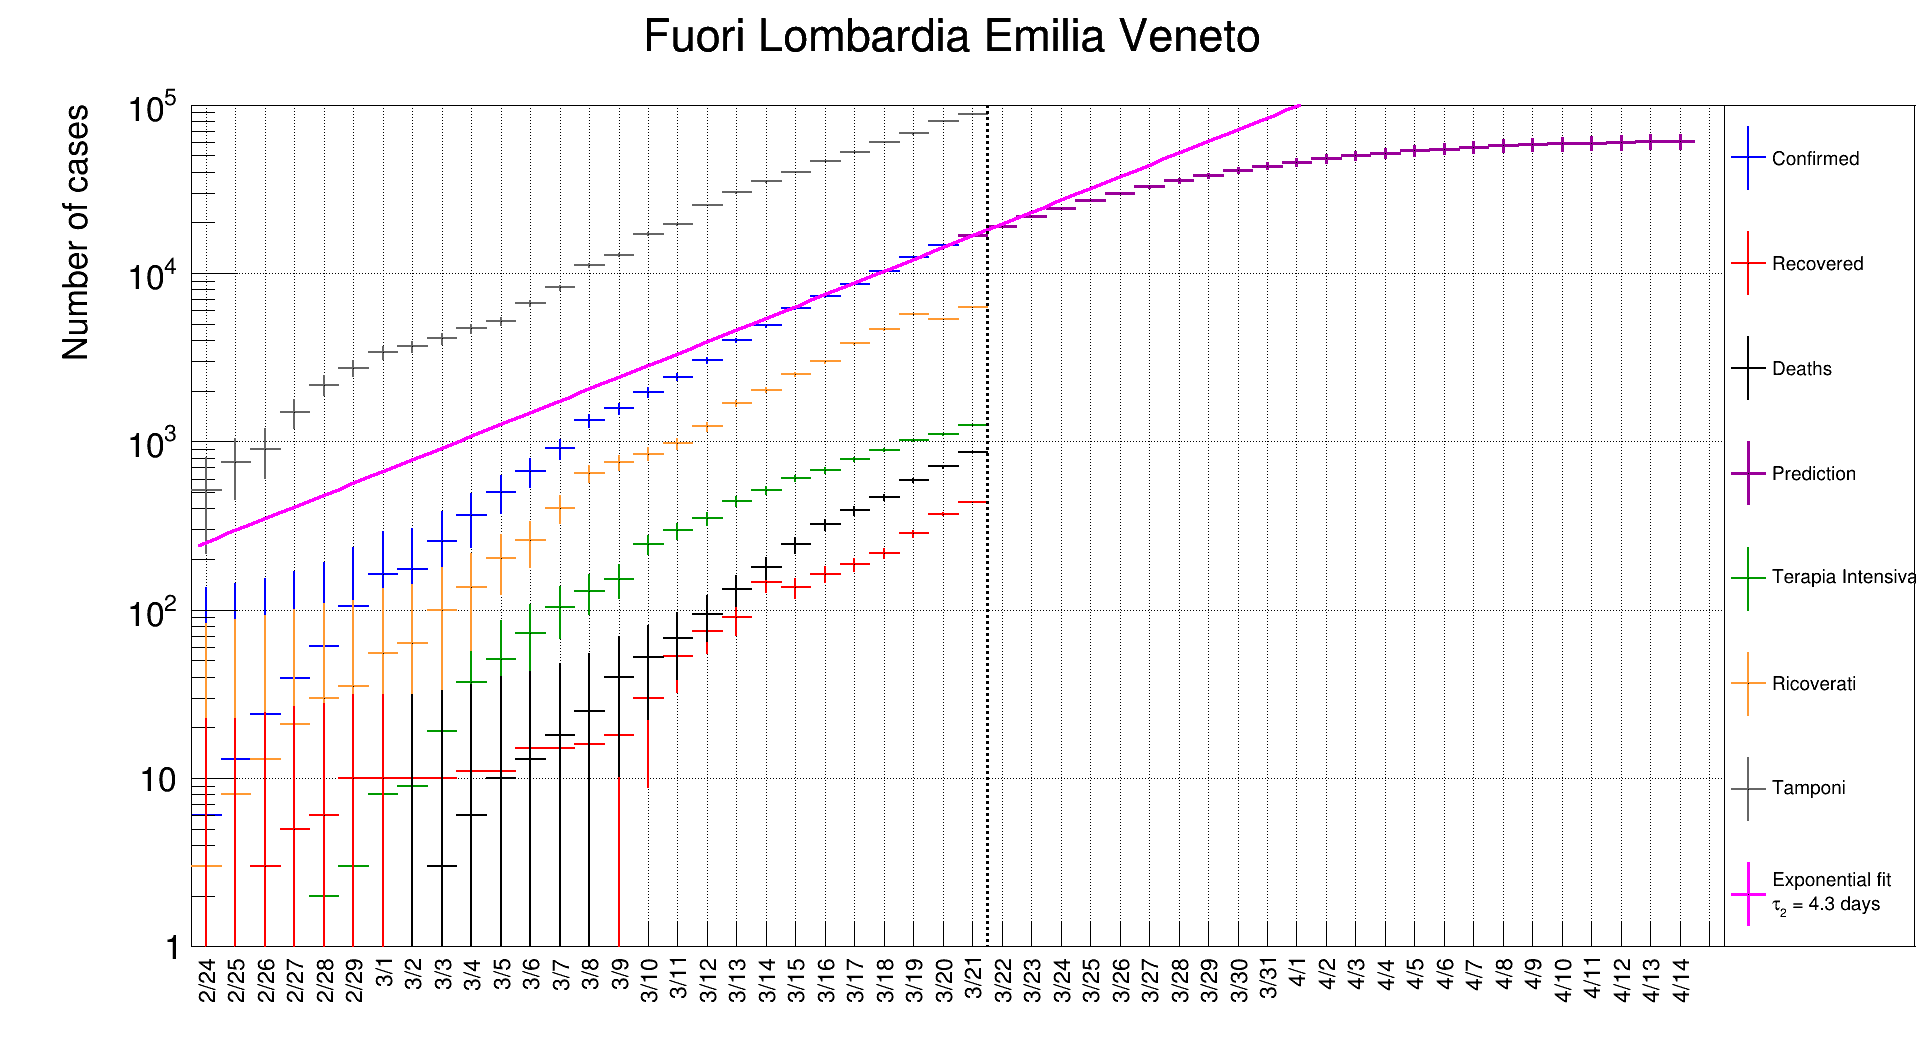 Fuori Lombardia Emilia Veneto
Number of cases
10⁵
10⁴
10³
10²
10
1
2/24 2/25 2/26 2/27 2/28 2/29 3/1 3/2 3/3 3/4 3/5 3/6 3/7 3/8 3/9 3/10 3/11 3/12 3/13 3/14 3/15 3/16 3/17 3/18 3/19 3/20 3/21 3/22 3/23 3/24 3/25 3/26 3/27 3/28 3/29 3/30 3/31 4/1 4/2 4/3 4/4 4/5 4/6 4/7 4/8 4/9 4/10 4/11 4/12 4/13 4/14
Confirmed
Recovered
Deaths
Prediction
Terapia Intensiva
Ricoverati
Tamponi
Exponential fit
τ₂ = 4.3 days